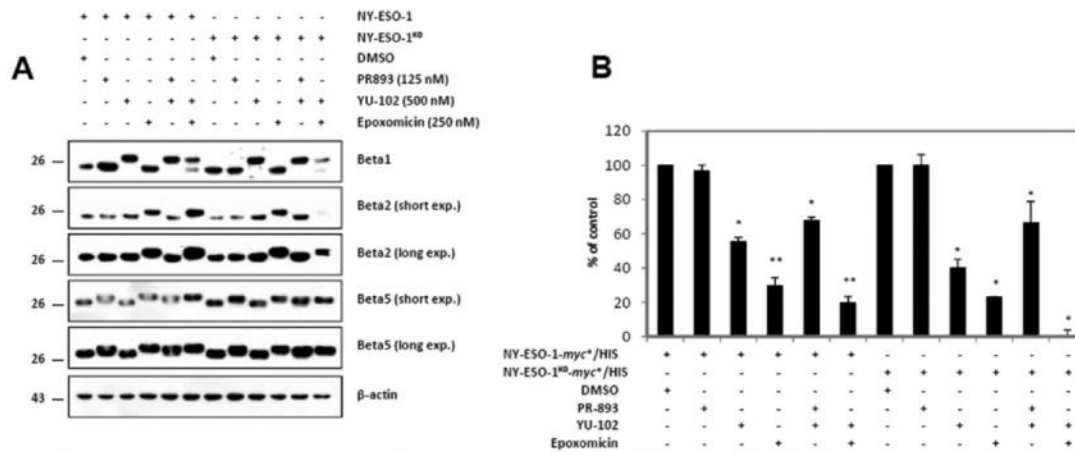 A
+ + + + + + - - - - - - NY-ESO-1
- - - - - - + + + + + + NY-ESO-1ᴷᴰ
+ - - - - - + - - - - - DMSO
- + - - + - - + - - + - PR893 (125 nM)
- - + - + + - - + - + + YU-102 (500 nM)
- - - + - + - - - + - + Epoxomicin (250 nM)
26 Beta1
26 Beta2 (short exp.)
26 Beta2 (long exp.)
26 Beta5 (short exp.)
26 Beta5 (long exp.)
43 β-actin
B
% of control
120
100
80
60
40
20
0
* ** * ** * * * *
NY-ESO-1-myc*/HIS + + + + + + - - - - - -
NY-ESO-1ᴷᴰ-myc*/HIS - - - - - - + + + + + +
DMSO + - - - - - + - - - - -
PR-893 - + - - + - - + - - + -
YU-102 - - + - + + - - + - + +
Epoxomicin - - - + - + - - - + - +